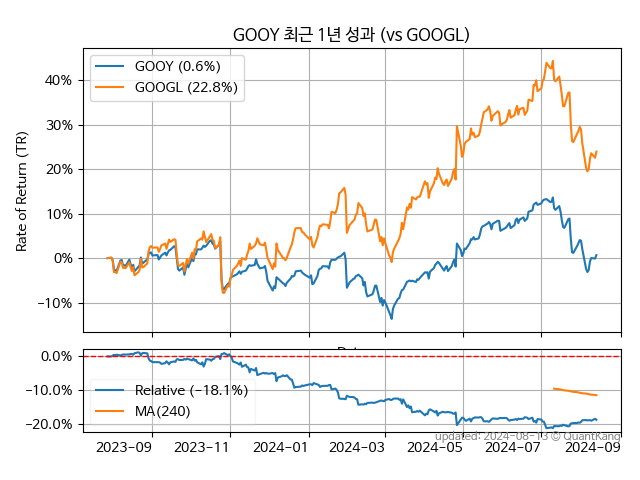 GOOY 최근 1년 성과 (vs GOOGL)
GOOY (0.6%)
GOOGL (22.8%)
Rate of Return (TR)
40%
30%
20%
10%
0%
−10%
0.0%
−10.0%
−20.0%
Relative (−18.1%)
MA(240)
2023−09
2023−11
2024−01
2024−03
2024−05
2024−07
2024−09
updated: 2024−08−13 © QuantKang